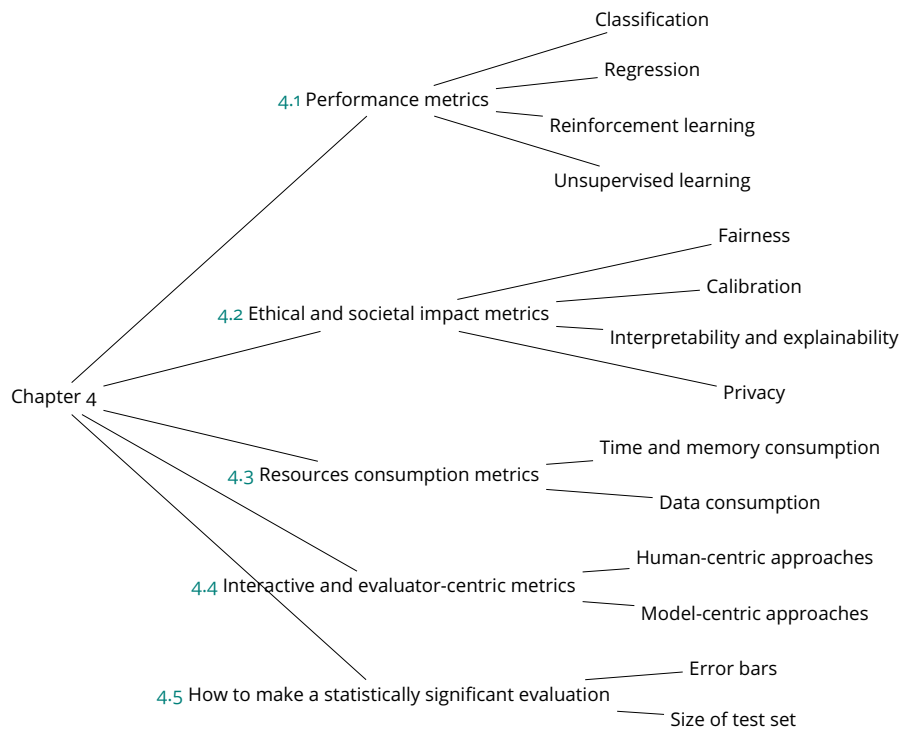 Chapter 4
4.1 Performance metrics
Classification
Regression
Reinforcement learning
Unsupervised learning
4.2 Ethical and societal impact metrics
Fairness
Calibration
Interpretability and explainability
Privacy
4.3 Resources consumption metrics
Time and memory consumption
Data consumption
4.4 Interactive and evaluator-centric metrics
Human-centric approaches
Model-centric approaches
4.5 How to make a statistically significant evaluation
Error bars
Size of test set